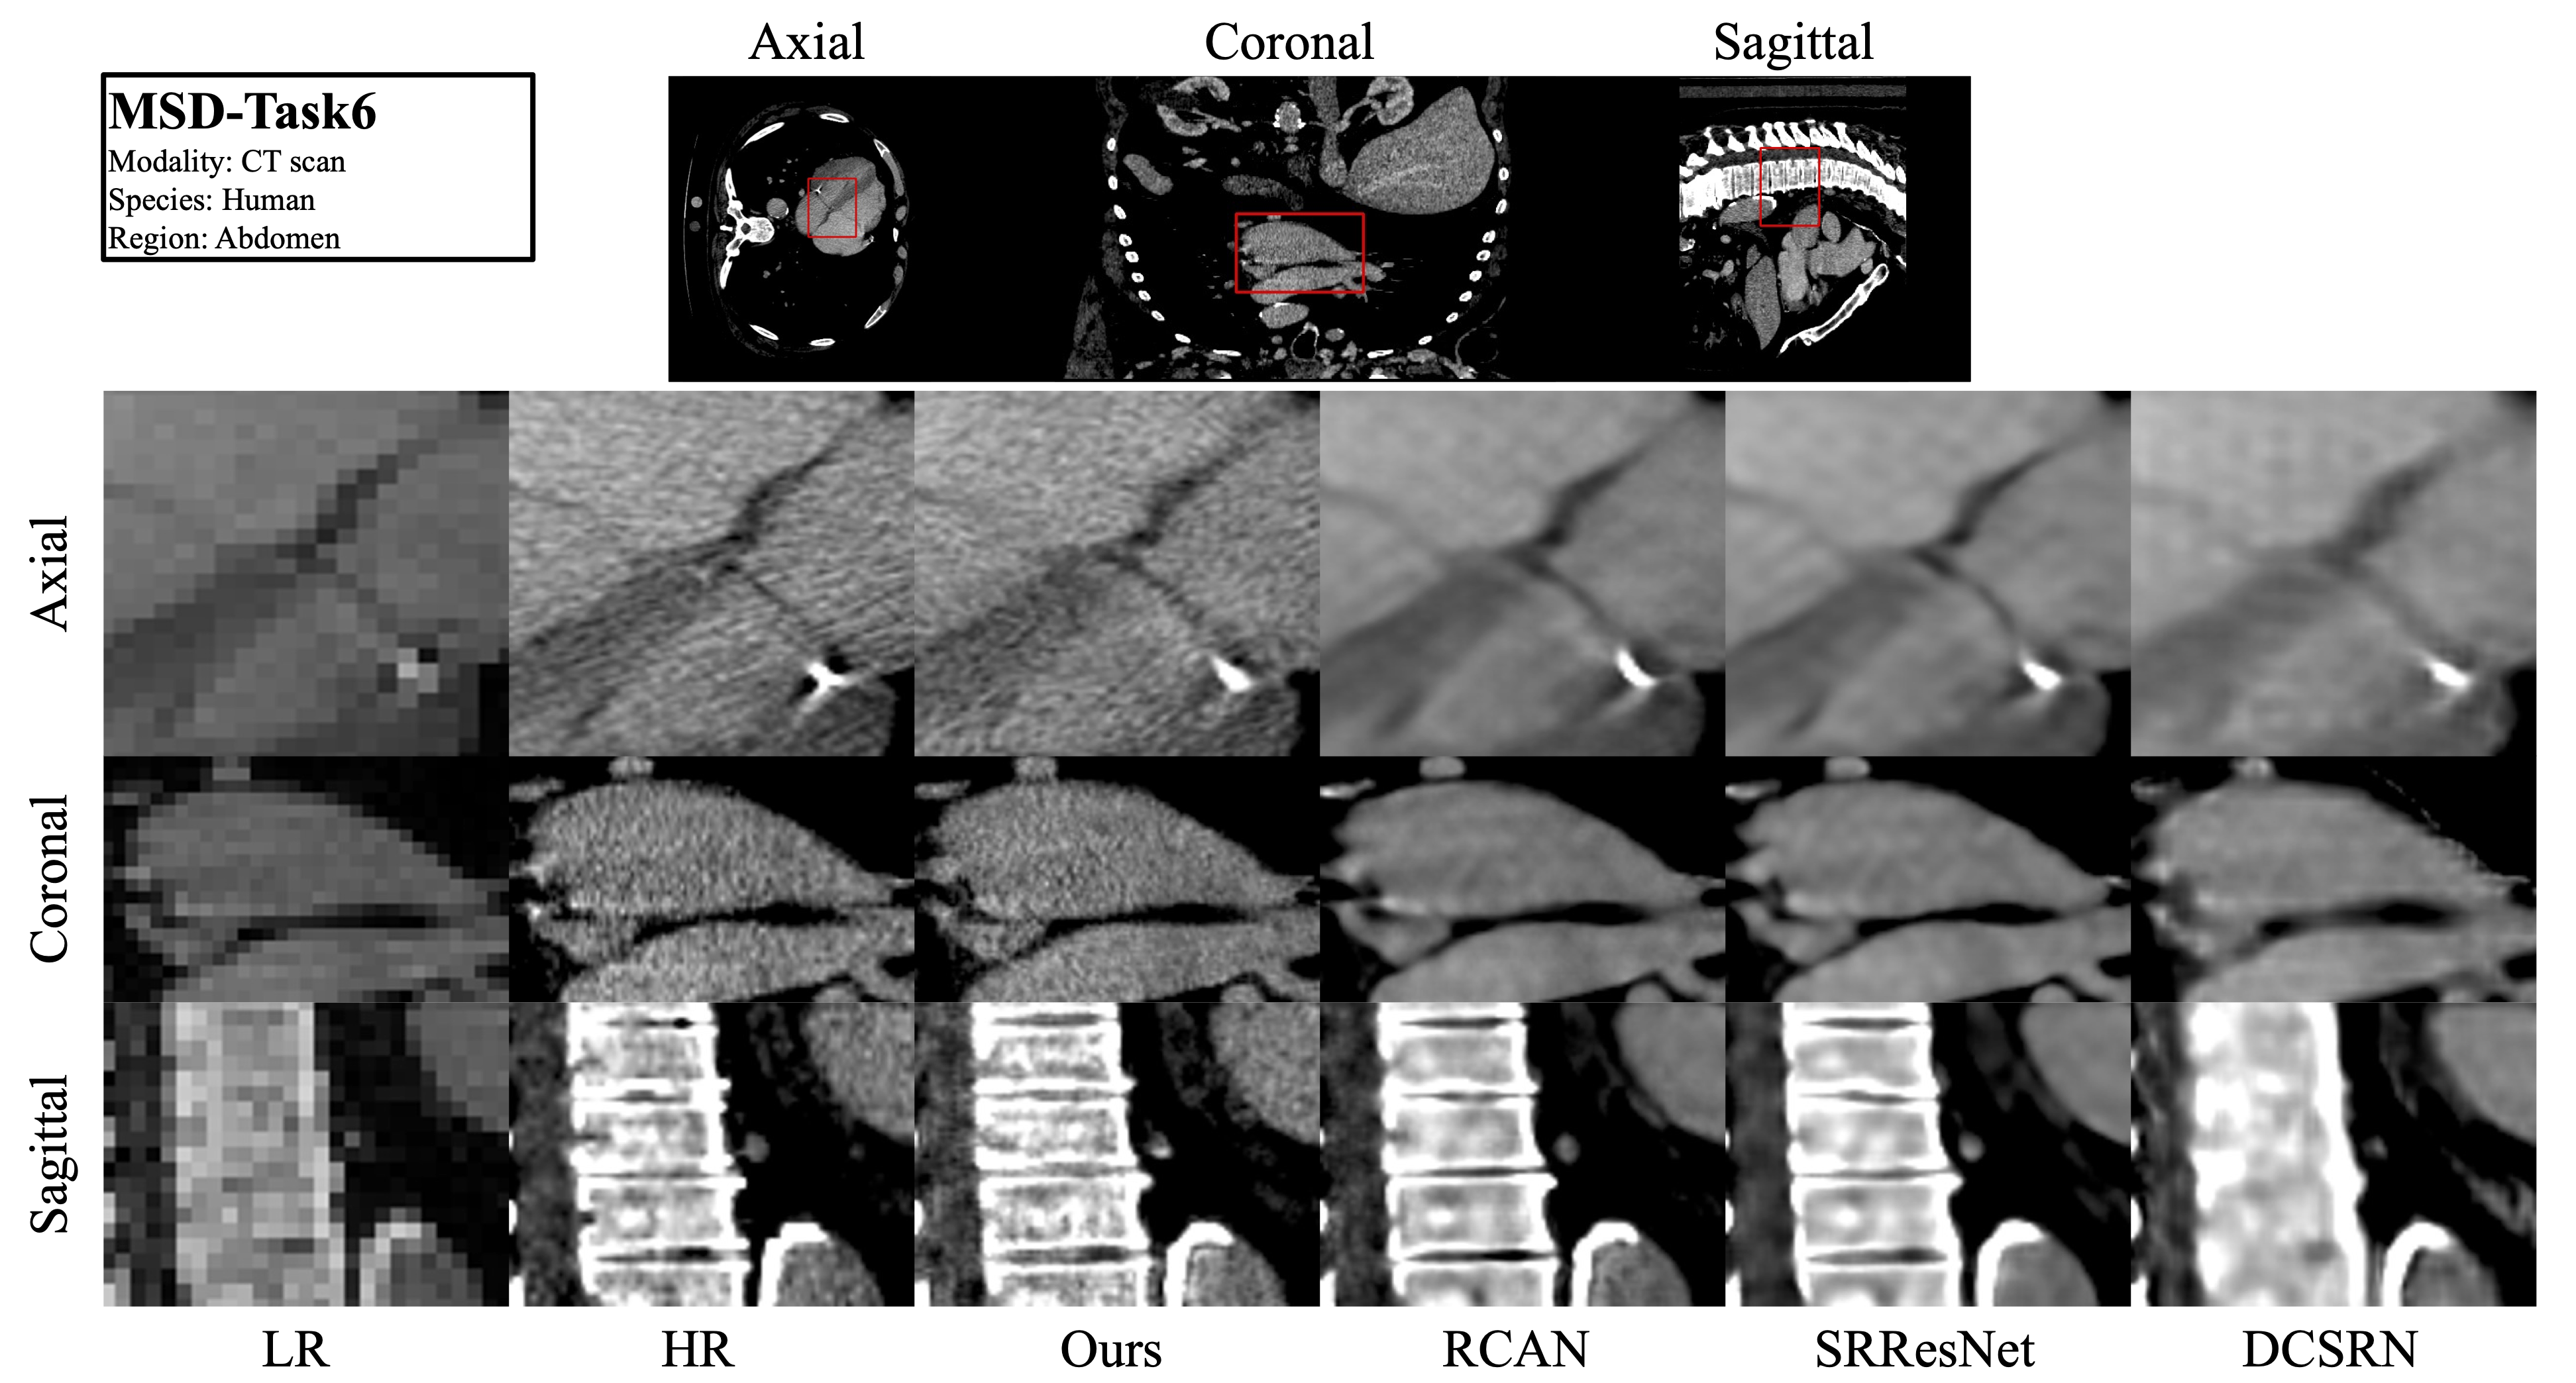 Axial Coronal Sagittal
MSD-Task6
Modality: CT scan
Species: Human
Region: Abdomen
Axial
Coronal
Sagittal
LR HR Ours RCAN SRResNet DCSRN